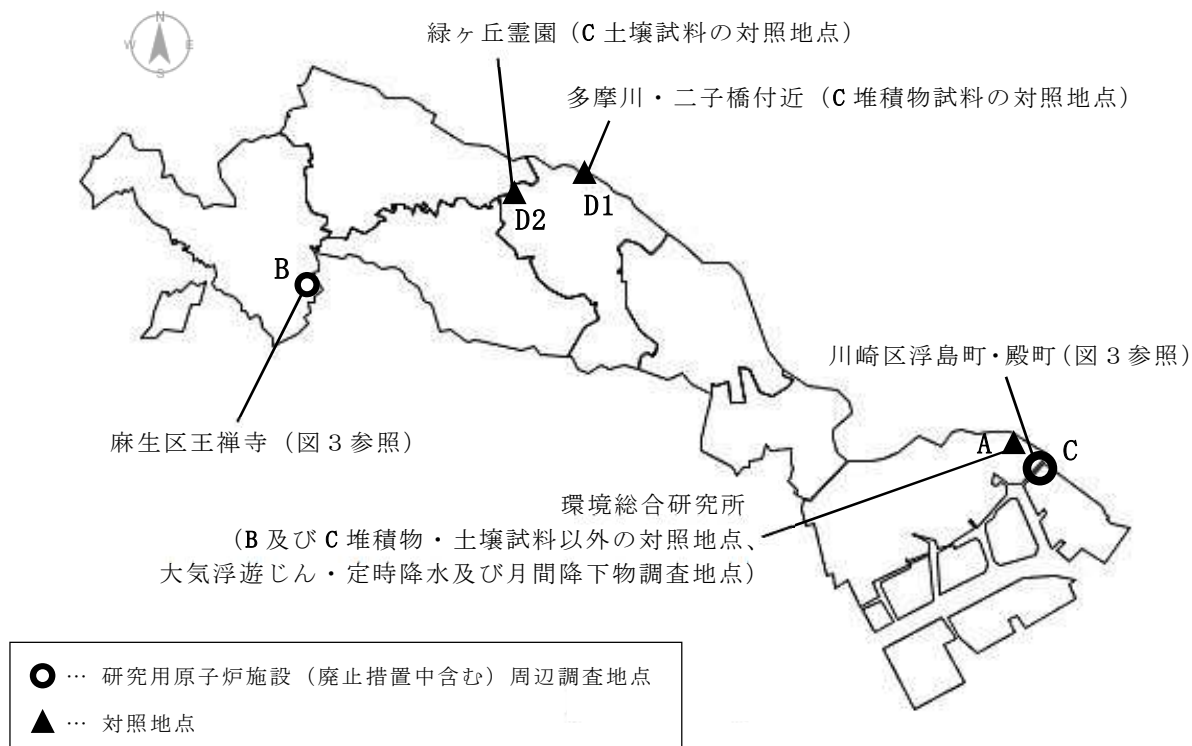 N
W E
S
緑ヶ丘霊園（C 土壌試料の対照地点）
多摩川・二子橋付近（C 堆積物試料の対照地点）
D2
D1
B
川崎区浮島町・殿町（図３参照）
麻生区王禅寺（図３参照）
A
C
環境総合研究所
（B 及び C 堆積物・土壌試料以外の対照地点、
大気浮遊じん・定時降水及び月間降下物調査地点）
… 研究用原子炉施設（廃止措置中含む）周辺調査地点
… 対照地点